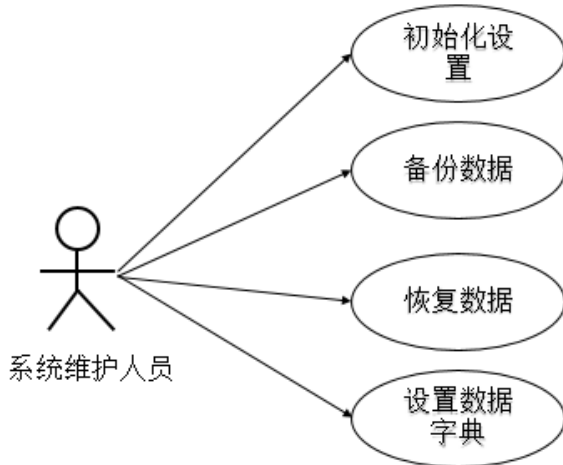 初始化设
置
备份数据
恢复数据
系统维护人员
设置数据
字典